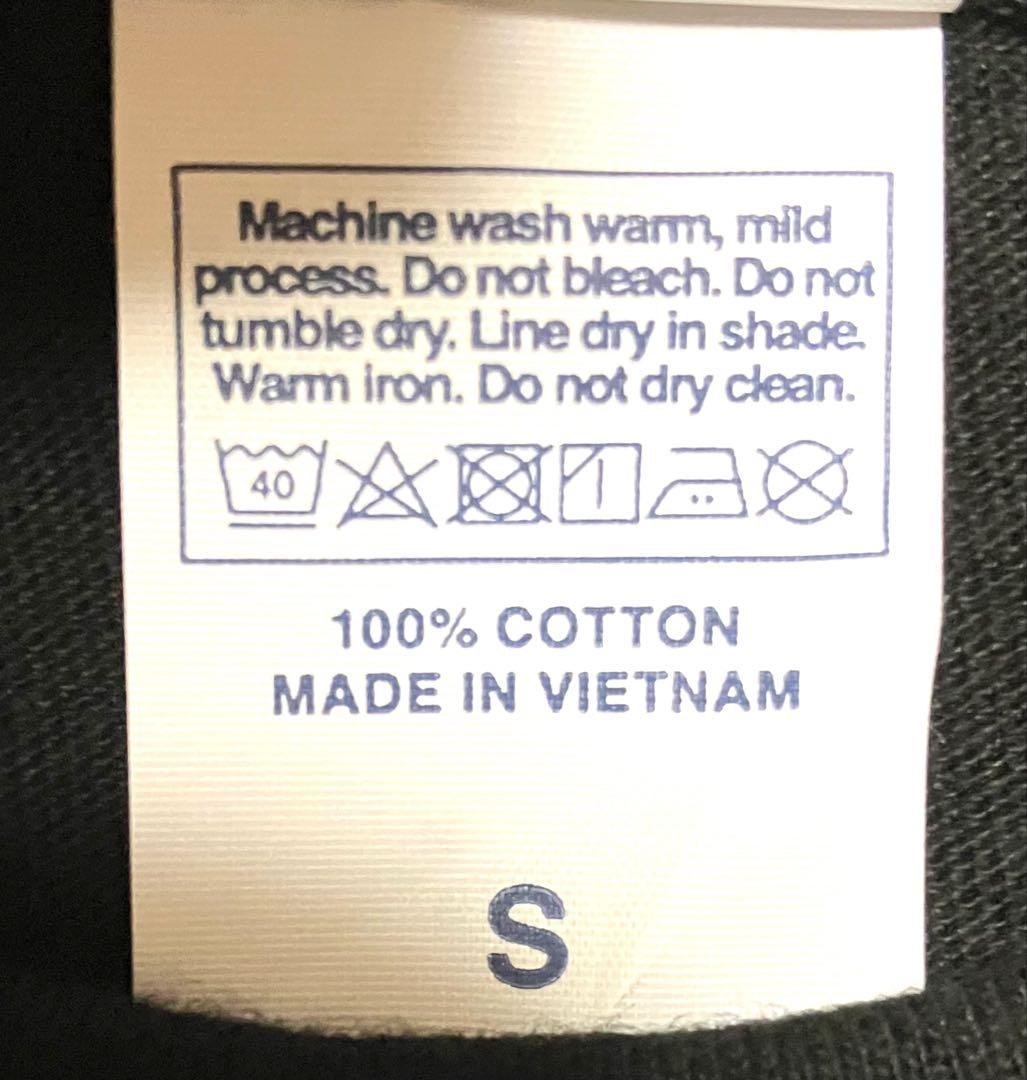 Machine wash warm, mild
process. Do not bleach. Do not
tumble dry. Line dry in shade.
Warm iron. Do not dry clean.
40
100% COTTON
MADE IN VIETNAM
S